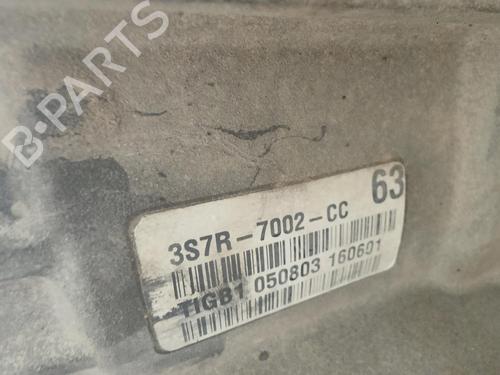 B-PARTS
63
3S7R-7002-CC
TIGB1 050803 160601